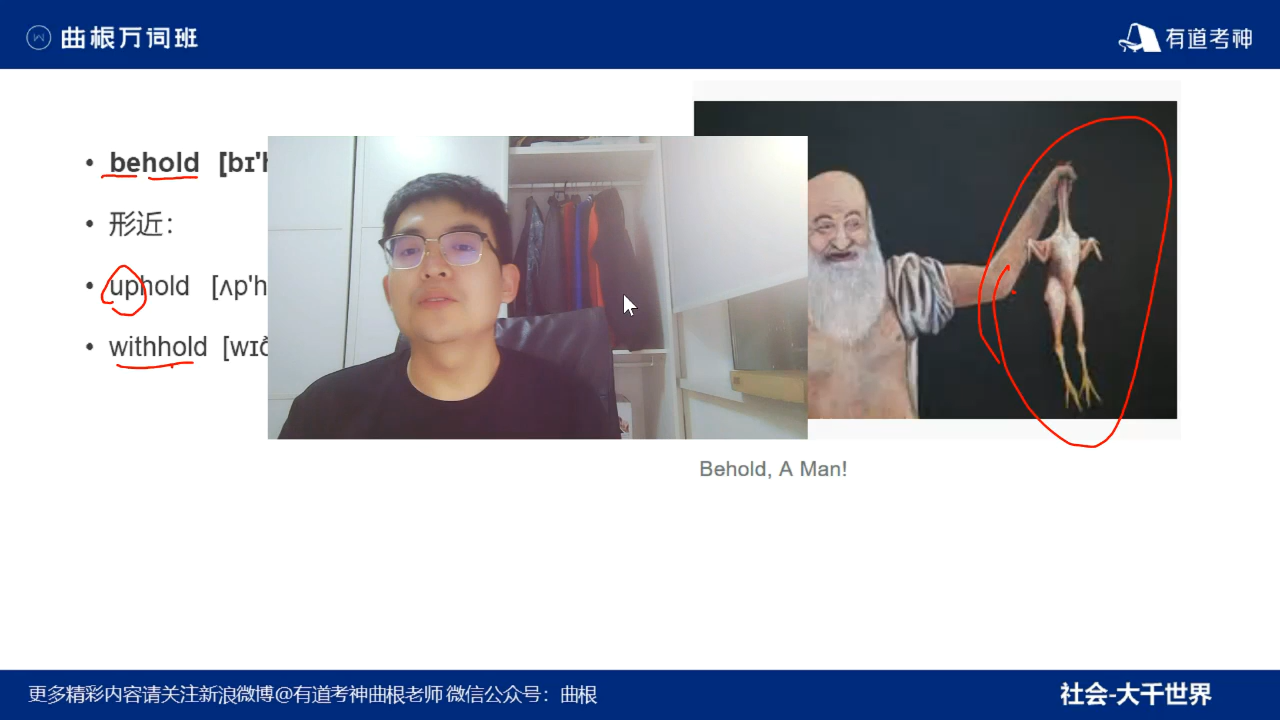 曲根万词班
有道考神
• behold [bɪ'h
• 形近：
• uphold [ʌp'h
• withhold [wɪð
Behold, A Man!
更多精彩内容请关注新浪微博@有道考神曲根老师 微信公众号：曲根
社会-大千世界